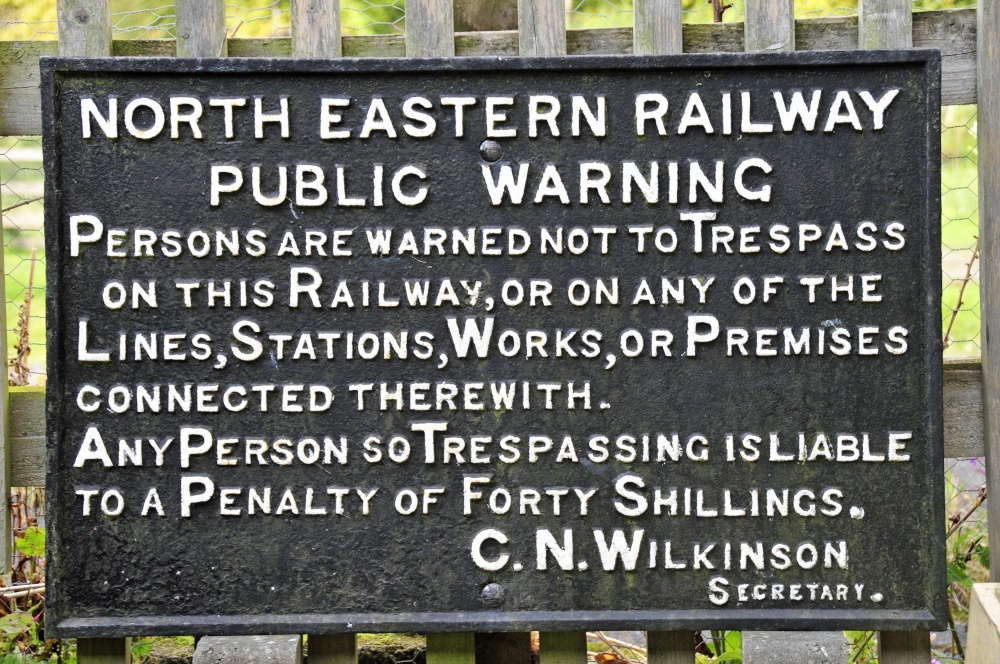 NORTH EASTERN RAILWAY
PUBLIC WARNING
PERSONS ARE WARNED NOT TO TRESPASS
ON THIS RAILWAY, OR ON ANY OF THE
LINES, STATIONS, WORKS, OR PREMISES
CONNECTED THEREWITH.
ANY PERSON SO TRESPASSING IS LIABLE
TO A PENALTY OF FORTY SHILLINGS.
C. N. WILKINSON
SECRETARY.